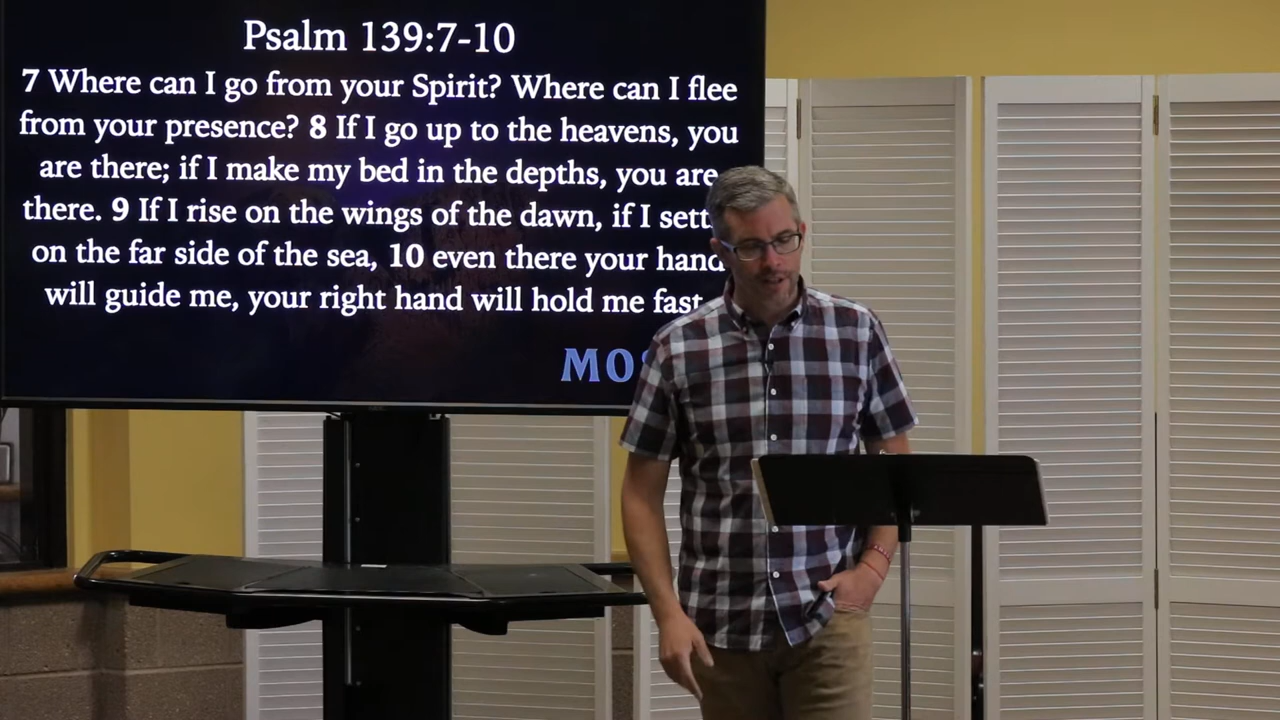 Psalm 139:7-10
7 Where can I go from your Spirit? Where can I flee
from your presence? 8 If I go up to the heavens, you
are there; if I make my bed in the depths, you are
there. 9 If I rise on the wings of the dawn, if I
on the far side of the sea, 10 even there your hand
will guide me, your right hand will hold me fast